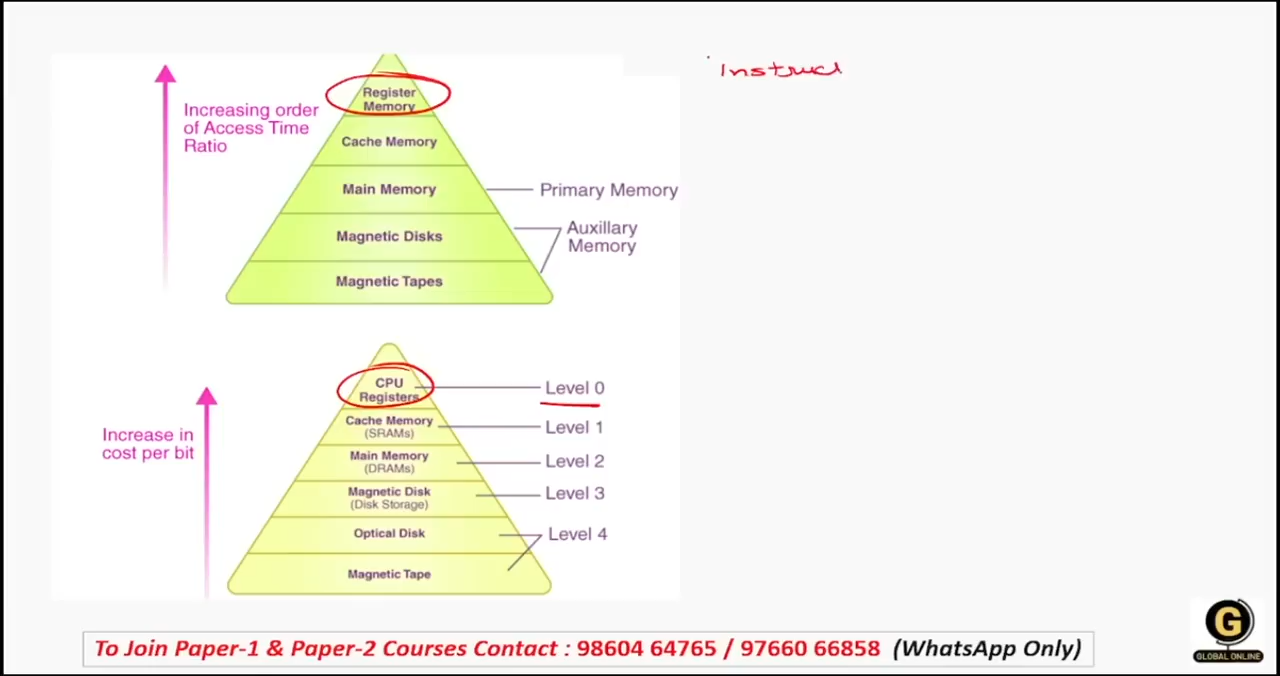 Instruct
Increasing order
of Access Time
Ratio
Register
Memory
Cache Memory
Main Memory
Primary Memory
Magnetic Disks
Auxillary
Memory
Magnetic Tapes
CPU
Registers
Level 0
Cache Memory
(SRAMs)
Level 1
Increase in
cost per bit
Main Memory
(DRAMs)
Level 2
Magnetic Disk
(Disk Storage)
Level 3
Optical Disk
Level 4
Magnetic Tape
To Join Paper-1 & Paper-2 Courses Contact : 98604 64765 / 97660 66858 (WhatsApp Only)
G
GLOBAL ONLINE